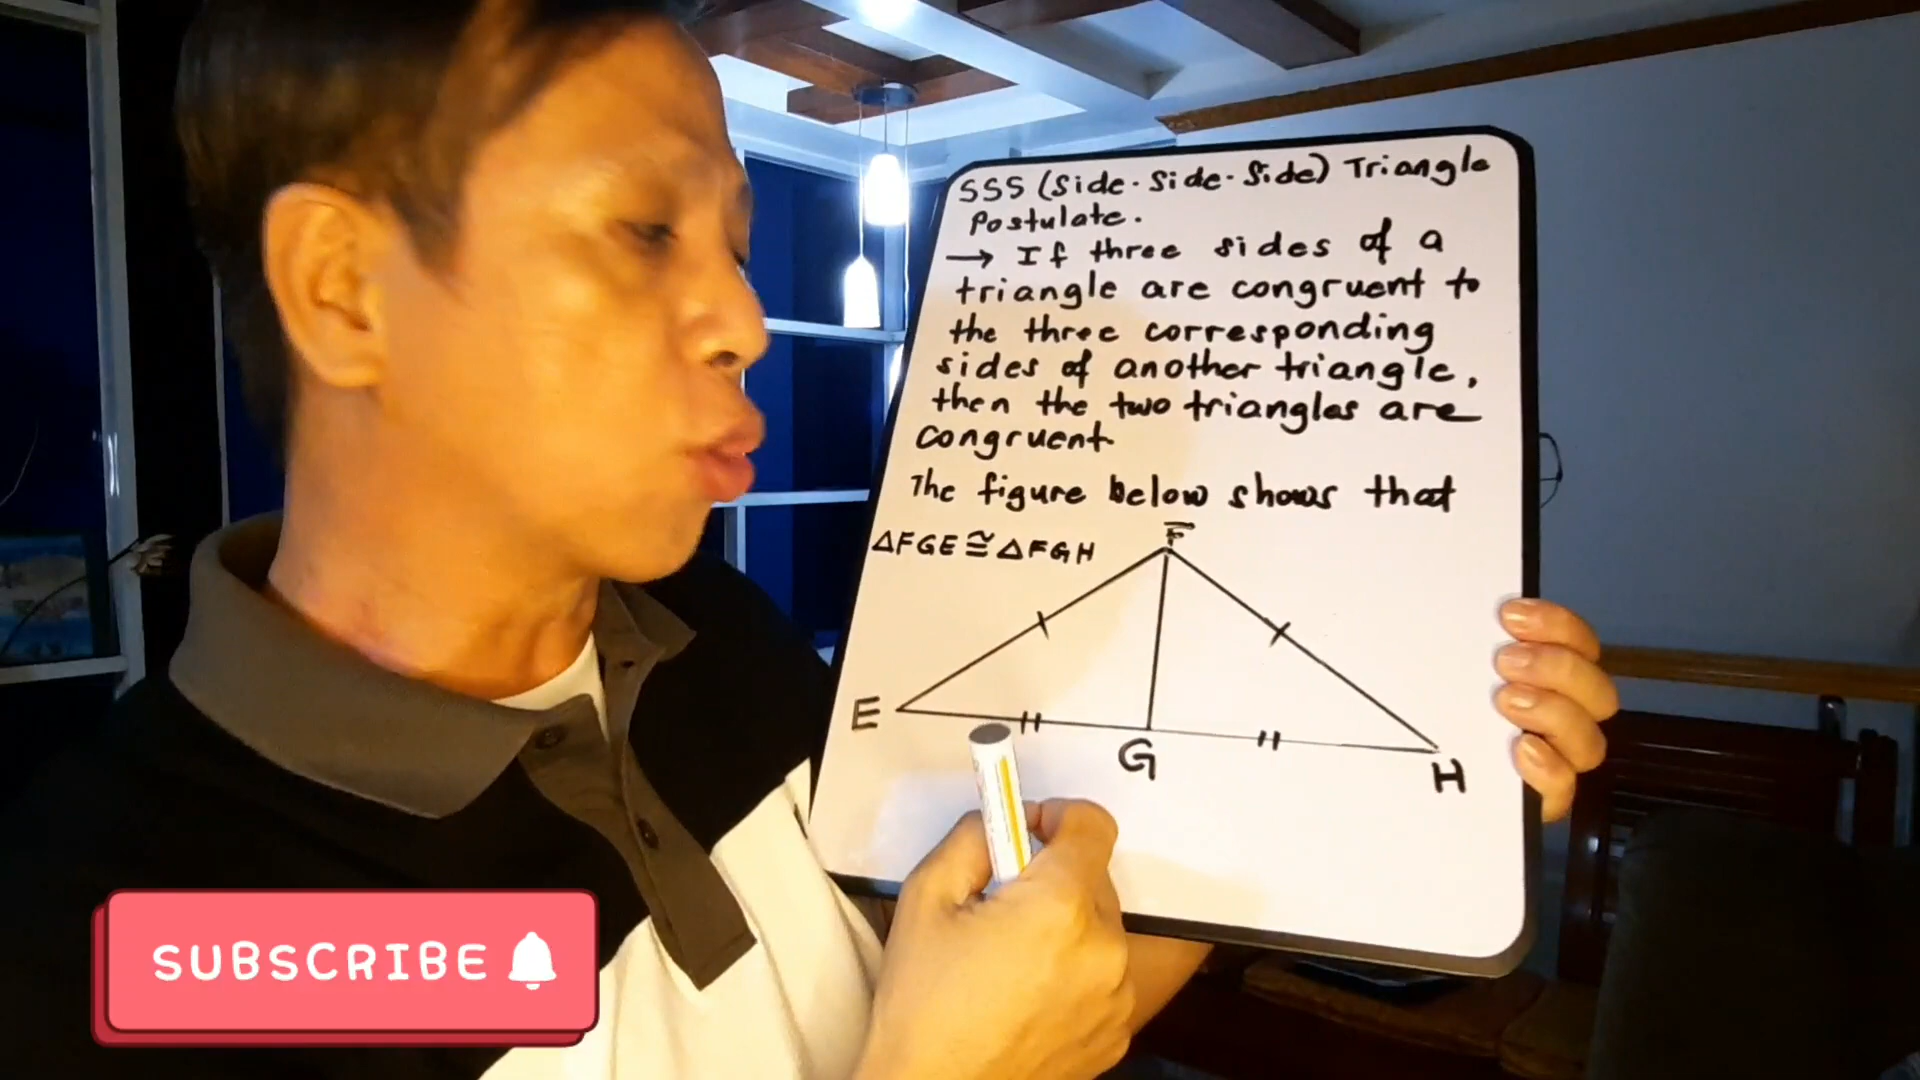 SSS (Side-Side-Side) Triangle
Postulate.
→ If three sides of a
triangle are congruent to
the three corresponding
sides of another triangle,
then the two triangles are
congruent
The figure below shows that
△FGE ≅ △FGH
F
E
G
H
SUBSCRIBE